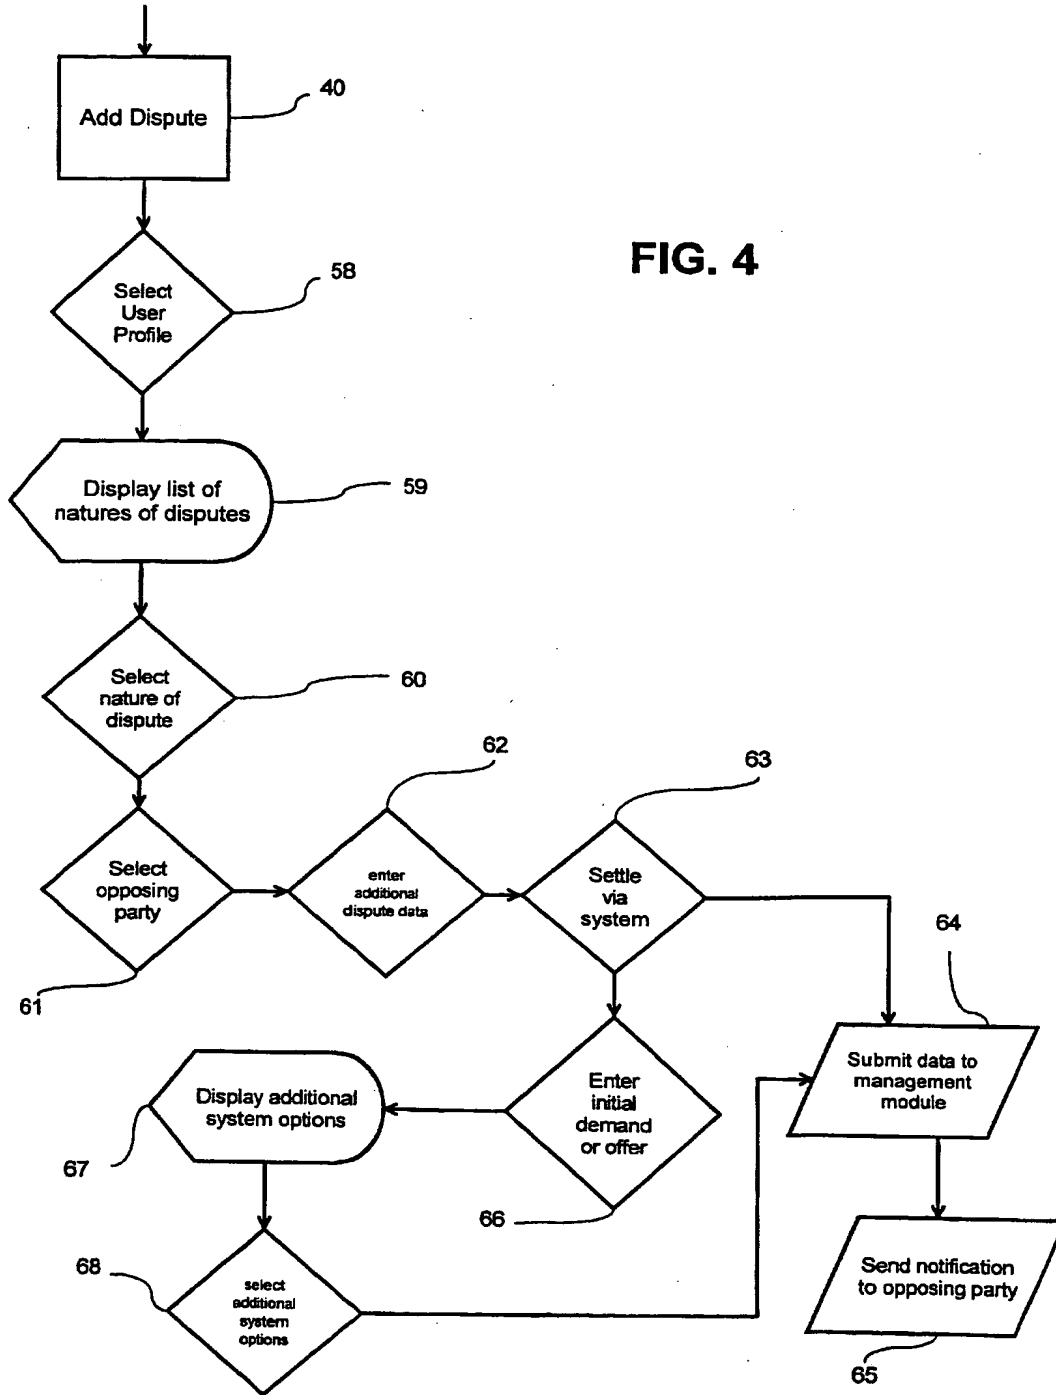 Add Dispute
40
FIG. 4
Select
User
Profile
58
Display list of
natures of disputes
59
Select
nature of
dispute
60
Select
opposing
party
61
enter
additional
dispute data
62
Settle
via
system
63
Submit data to
management
module
64
Enter
initial
demand
or offer
66
Display additional
system options
67
select
additional
system
options
68
Send notification
to opposing party
65